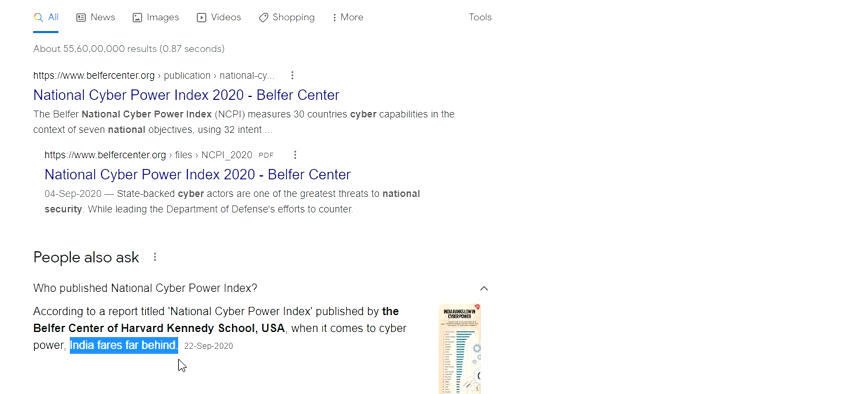 All News Images Videos Shopping More Tools
About 55,60,00,000 results (0.87 seconds)
https://www.belfercenter.org › publication › national-cy...
National Cyber Power Index 2020 - Belfer Center
The Belfer National Cyber Power Index (NCPI) measures 30 countries cyber capabilities in the
context of seven national objectives, using 32 intent ...
https://www.belfercenter.org › files › NCPI_2020 PDF
National Cyber Power Index 2020 - Belfer Center
04-Sep-2020 — State-backed cyber actors are one of the greatest threats to national
security. While leading the Department of Defense's efforts to counter.
People also ask
Who published National Cyber Power Index?
According to a report titled 'National Cyber Power Index' published by the
Belfer Center of Harvard Kennedy School, USA, when it comes to cyber
power, India fares far behind. 22-Sep-2020
INDIA RANKS LOW IN
CYBER POWER